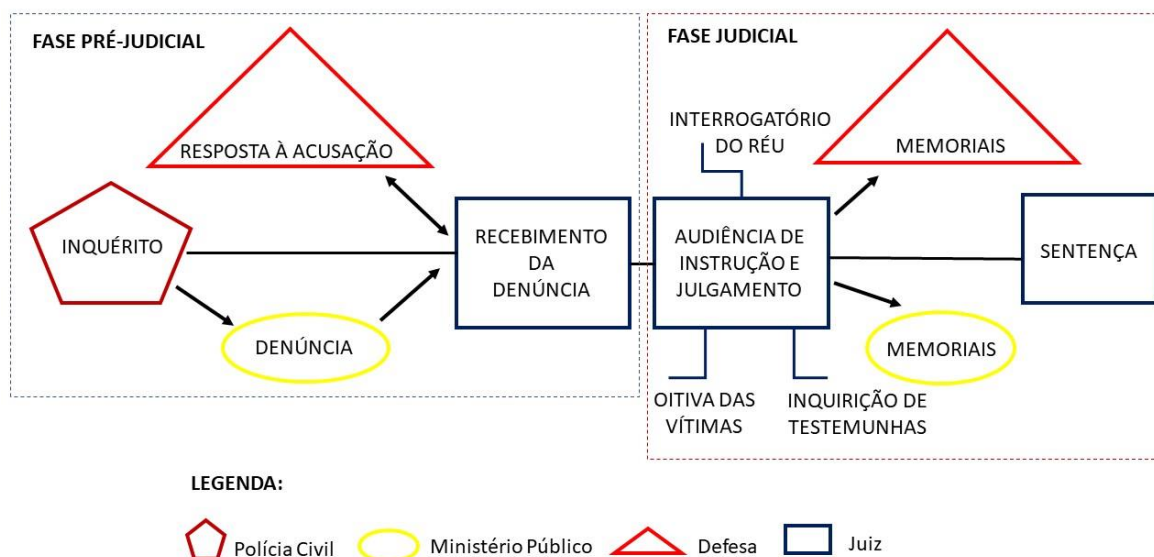 FASE PRÉ-JUDICIAL
RESPOSTA À ACUSAÇÃO
INQUÉRITO
DENÚNCIA
RECEBIMENTO
DA
DENÚNCIA
FASE JUDICIAL
INTERROGATÓRIO
DO RÉU
MEMORIAIS
AUDIÊNCIA DE
INSTRUÇÃO E
JULGAMENTO
SENTENÇA
MEMORIAIS
OITIVA DAS
VÍTIMAS
INQUIRIÇÃO DE
TESTEMUNHAS
LEGENDA:
Polícia Civil
Ministério Público
Defesa
Juiz